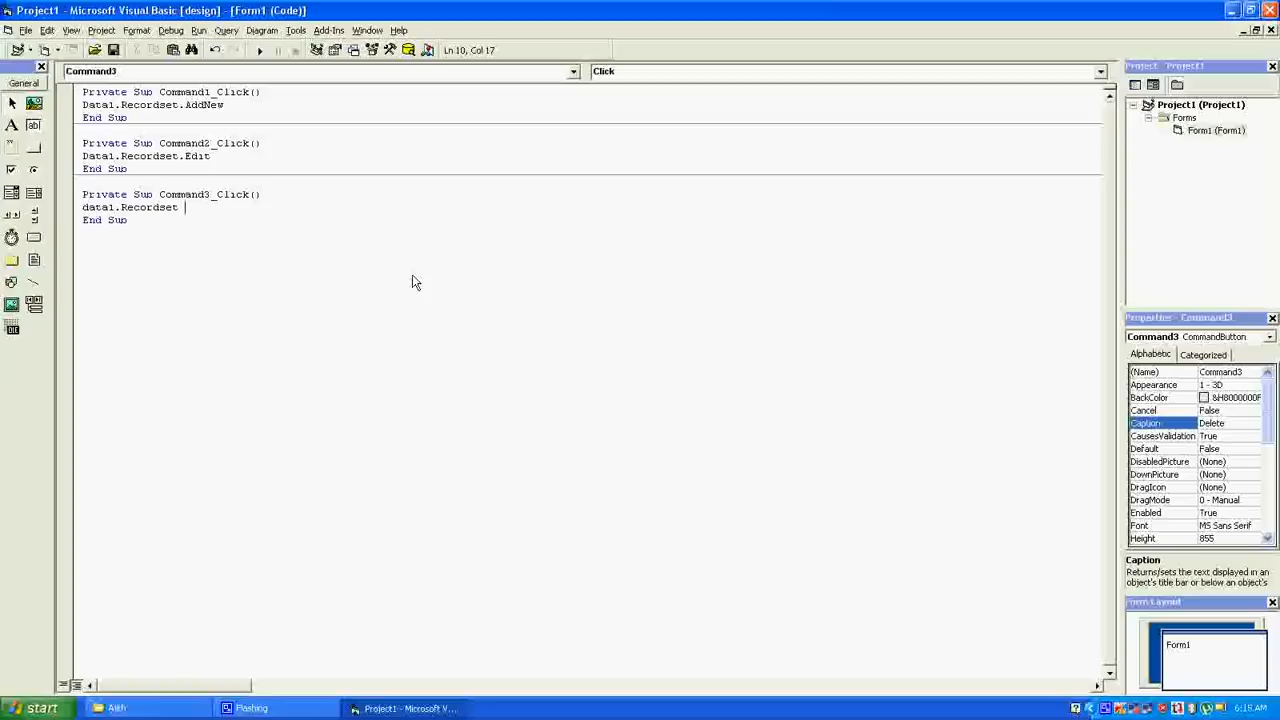 Project1 - Microsoft Visual Basic [design] - [Form1 (Code)]
File Edit View Project Format Debug Run Query Diagram Tools Add-Ins Window Help
Ln 10, Col 17
General
Command3
Click
Private Sub Command1_Click()
Data1.Recordset.AddNew
End Sub
Private Sub Command2_Click()
Data1.Recordset.Edit
End Sub
Private Sub Command3_Click()
data1.Recordset
End Sub
Project - Project1
Project1 (Project1)
Forms
Form1 (Form1)
Properties - Command3
Command3 CommandButton
Alphabetic Categorized
(Name) Command3
Appearance 1 - 3D
BackColor &H8000000F
Cancel False
Caption Delete
CausesValidation True
Default False
DisabledPicture (None)
DownPicture (None)
DragIcon (None)
DragMode 0 - Manual
Enabled True
Font MS Sans Serif
Height 855
Caption
Returns/sets the text displayed in an
object's title bar or below an object's
Form Layout
Form1
start
Flashing
Project1 - Microsoft V...
6:15 AM